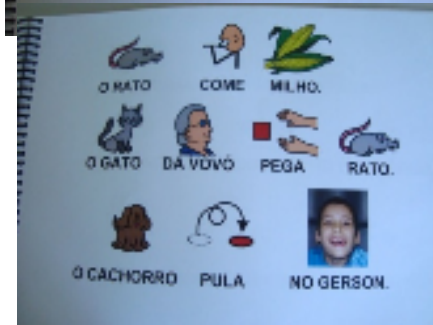 O RATO COME MILHO.
O GATO DA VOVÓ PEGA RATO.
O CACHORRO PULA NO GERSON.